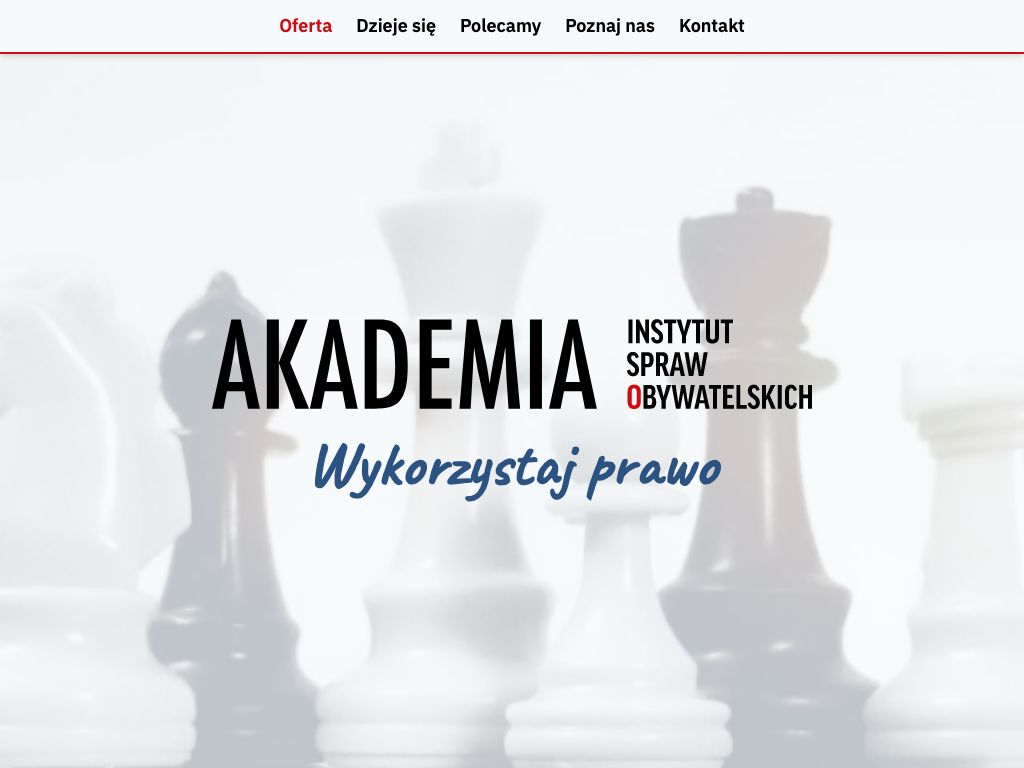 Oferta Dzieje się Polecamy Poznaj nas Kontakt
AKADEMIA
INSTYTUT
SPRAW
OBYWATELSKICH
Wykorzystaj prawo